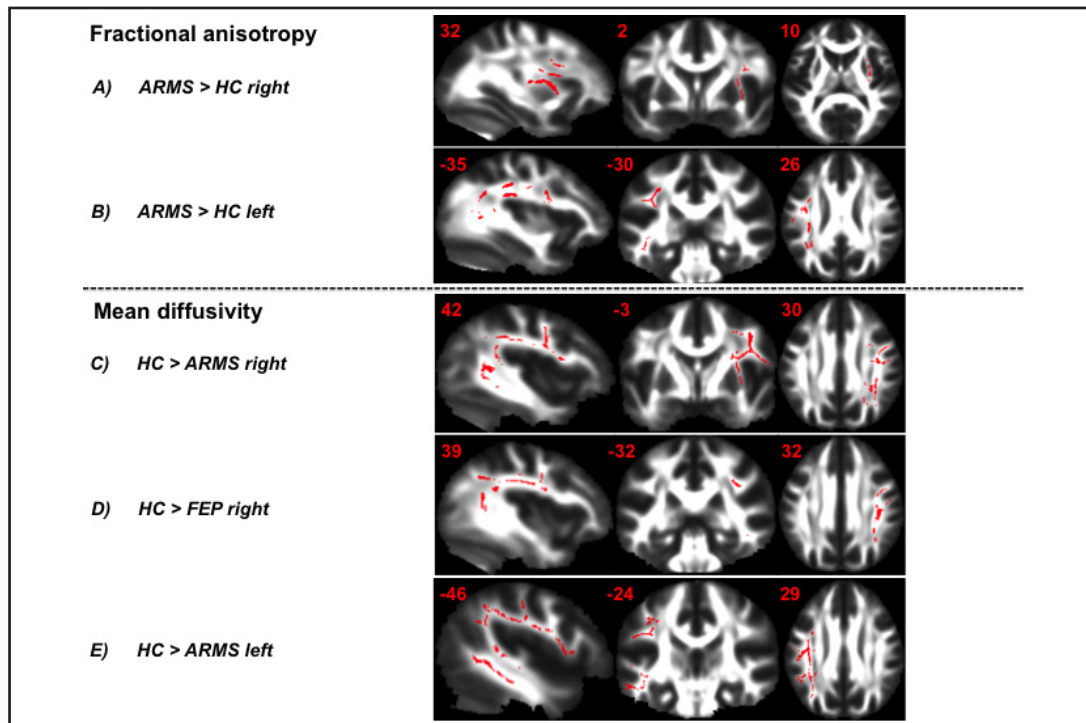 Fractional anisotropy
32 2 10
A) ARMS > HC right
-35 -30 26
B) ARMS > HC left
Mean diffusivity
42 -3 30
C) HC > ARMS right
39 -32 32
D) HC > FEP right
-46 -24 29
E) HC > ARMS left